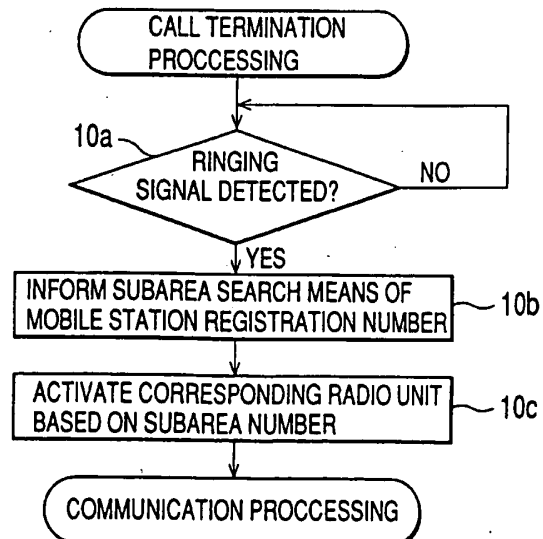 CALL TERMINATION
PROCCESSING
10a
RINGING
SIGNAL DETECTED?
NO
YES
INFORM SUBAREA SEARCH MEANS OF
MOBILE STATION REGISTRATION NUMBER
10b
ACTIVATE CORRESPONDING RADIO UNIT
BASED ON SUBAREA NUMBER
10c
COMMUNICATION PROCCESSING